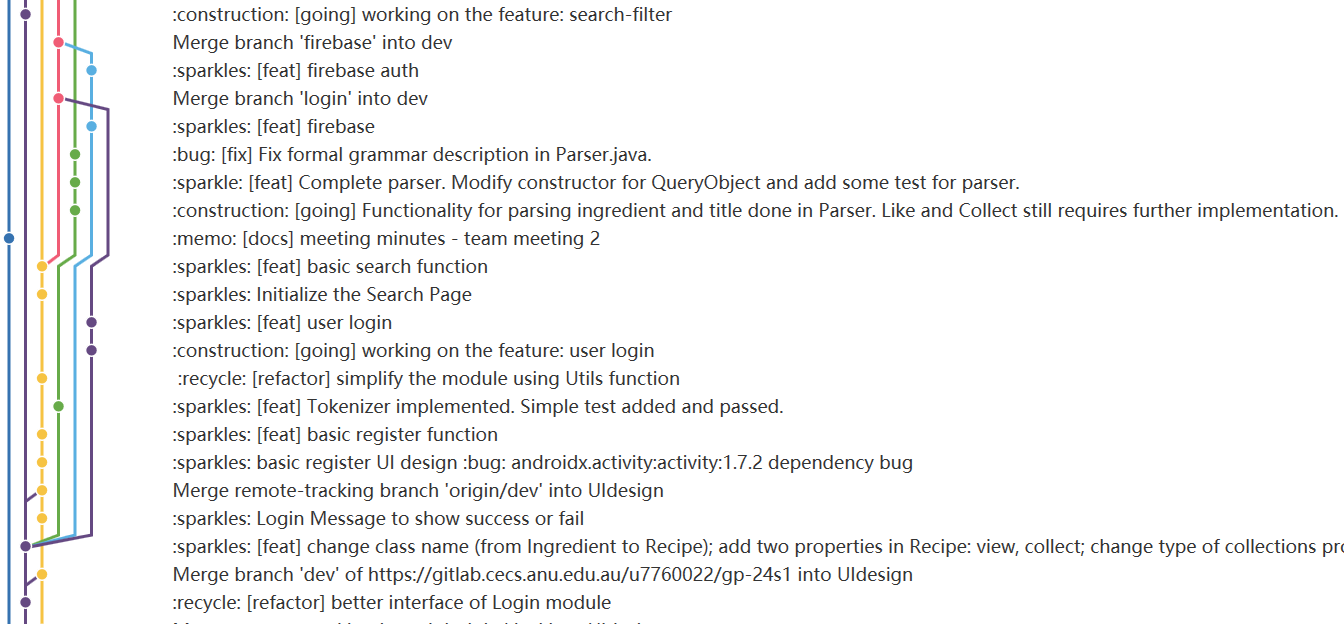 :construction: [going] working on the feature: search-filter
Merge branch 'firebase' into dev
:sparkles: [feat] firebase auth
Merge branch 'login' into dev
:sparkles: [feat] firebase
:bug: [fix] Fix formal grammar description in Parser.java.
:sparkle: [feat] Complete parser. Modify constructor for QueryObject and add some test for parser.
:construction: [going] Functionality for parsing ingredient and title done in Parser. Like and Collect still requires further implementation.
:memo: [docs] meeting minutes - team meeting 2
:sparkles: [feat] basic search function
:sparkles: Initialize the Search Page
:sparkles: [feat] user login
:construction: [going] working on the feature: user login
:recycle: [refactor] simplify the module using Utils function
:sparkles: [feat] Tokenizer implemented. Simple test added and passed.
:sparkles: [feat] basic register function
:sparkles: basic register UI design :bug: androidx.activity:activity:1.7.2 dependency bug
Merge remote-tracking branch 'origin/dev' into UIdesign
:sparkles: Login Message to show success or fail
:sparkles: [feat] change class name (from Ingredient to Recipe); add two properties in Recipe: view, collect; change type of collections pro
Merge branch 'dev' of https://gitlab.cecs.anu.edu.au/u7760022/gp-24s1 into UIdesign
:recycle: [refactor] better interface of Login module